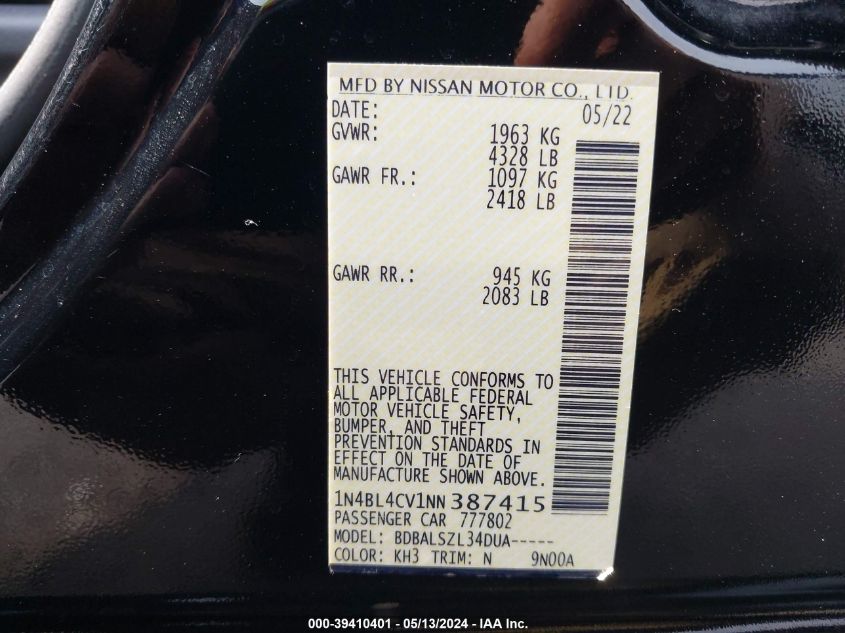 MFD BY NISSAN MOTOR CO., LTD.
DATE: 05/22
GVWR: 1963 KG
4328 LB
GAWR FR.: 1097 KG
2418 LB
GAWR RR.: 945 KG
2083 LB
THIS VEHICLE CONFORMS TO
ALL APPLICABLE FEDERAL
MOTOR VEHICLE SAFETY,
BUMPER, AND THEFT
PREVENTION STANDARDS IN
EFFECT ON THE DATE OF
MANUFACTURE SHOWN ABOVE.
1N4BL4CV1NN387415
PASSENGER CAR 777802
MODEL: BDBALSZL34DUA-----
COLOR: KH3 TRIM: N 9N00A
000-39410401 - 05/13/2024 - IAA Inc.